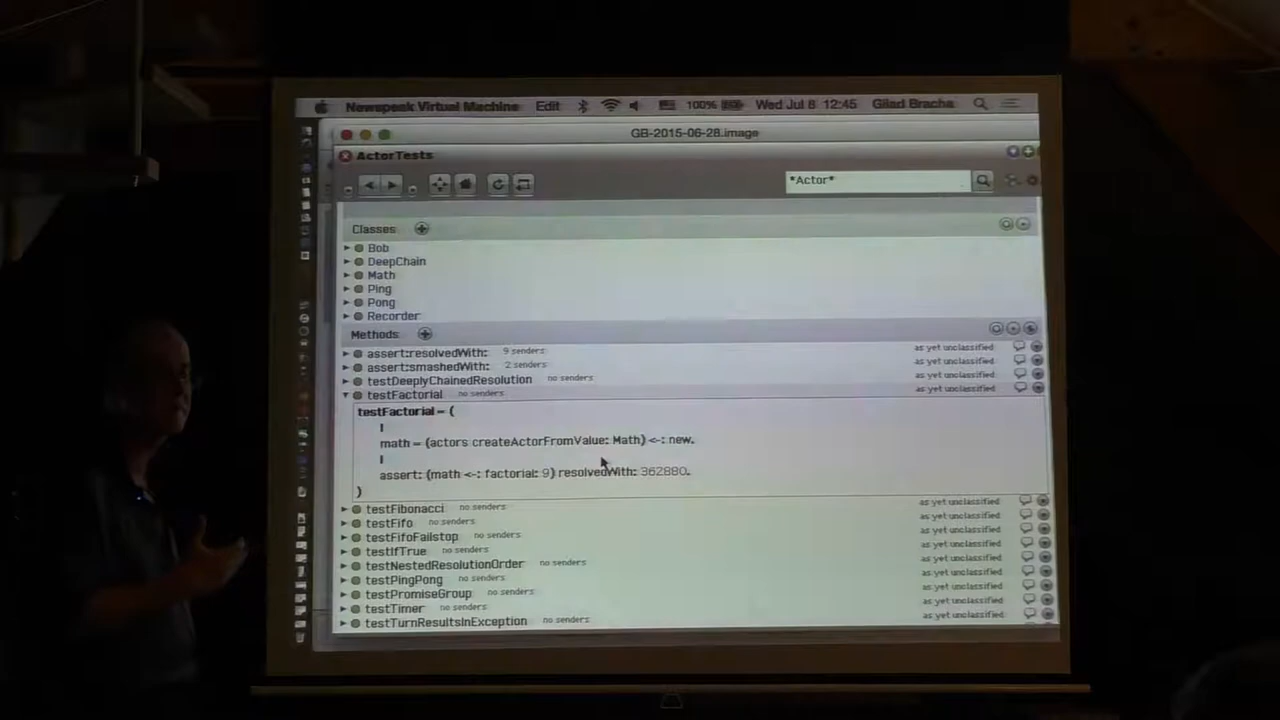 Newspeak Virtual Machine Edit 100% Wed Jul 8 12:45 Gilad Bracha
GB-2015-06-28.image
ActorTests
*Actor*
Classes
Bob
DeepChain
Math
Ping
Pong
Recorder
Methods
assert:resolvedWith: 9 senders as yet unclassified
assert:smashedWith: 2 senders as yet unclassified
testDeeplyChainedResolution no senders as yet unclassified
testFactorial no senders as yet unclassified
testFactorial = (
|
math = (actors createActorFromValue: Math) <-: new.
|
assert: (math <-: factorial: 9) resolvedWith: 362880.
)
testFibonacci no senders as yet unclassified
testFifo no senders as yet unclassified
testFifoFailstop no senders as yet unclassified
testIfTrue no senders as yet unclassified
testNestedResolutionOrder no senders as yet unclassified
testPingPong no senders as yet unclassified
testPromiseGroup no senders as yet unclassified
testTimer no senders as yet unclassified
testTurnResultsInException no senders as yet unclassified